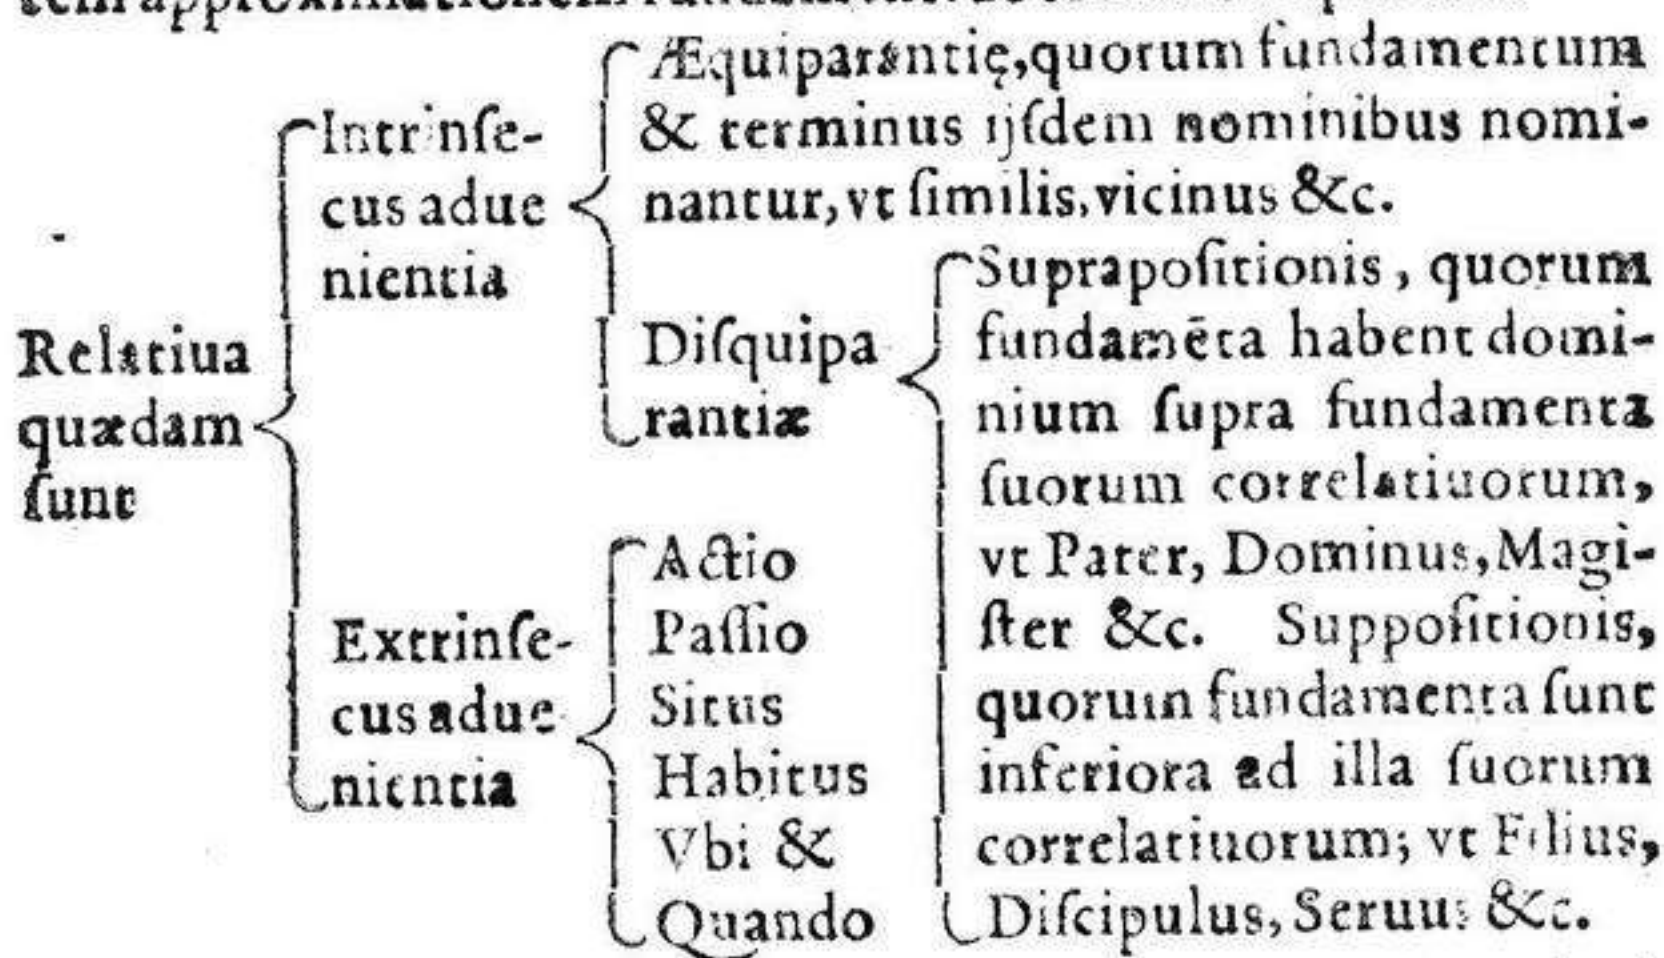 Relatiua
quædam
ſunt
Intrinſe-
cus adue
nientia
Æquiparantię, quorum fundamentum
& terminus ijſdem nominibus nomi-
nantur, vt ſimilis, vicinus &c.
Diſquipa
rantiæ
Suprapoſitionis, quorum
fundamēta habent domi-
nium ſupra fundamenta
ſuorum correlatiuorum,
vt Pater, Dominus, Magi-
ſter &c. Suppoſitionis,
quorum fundamenta ſunt
inferiora ad illa ſuorum
correlatiuorum; vt Filius,
Diſcipulus, Seruus &c.
Extrinſe-
cus adue
nientia
Actio
Paſſio
Situs
Habitus
Vbi &
Quando